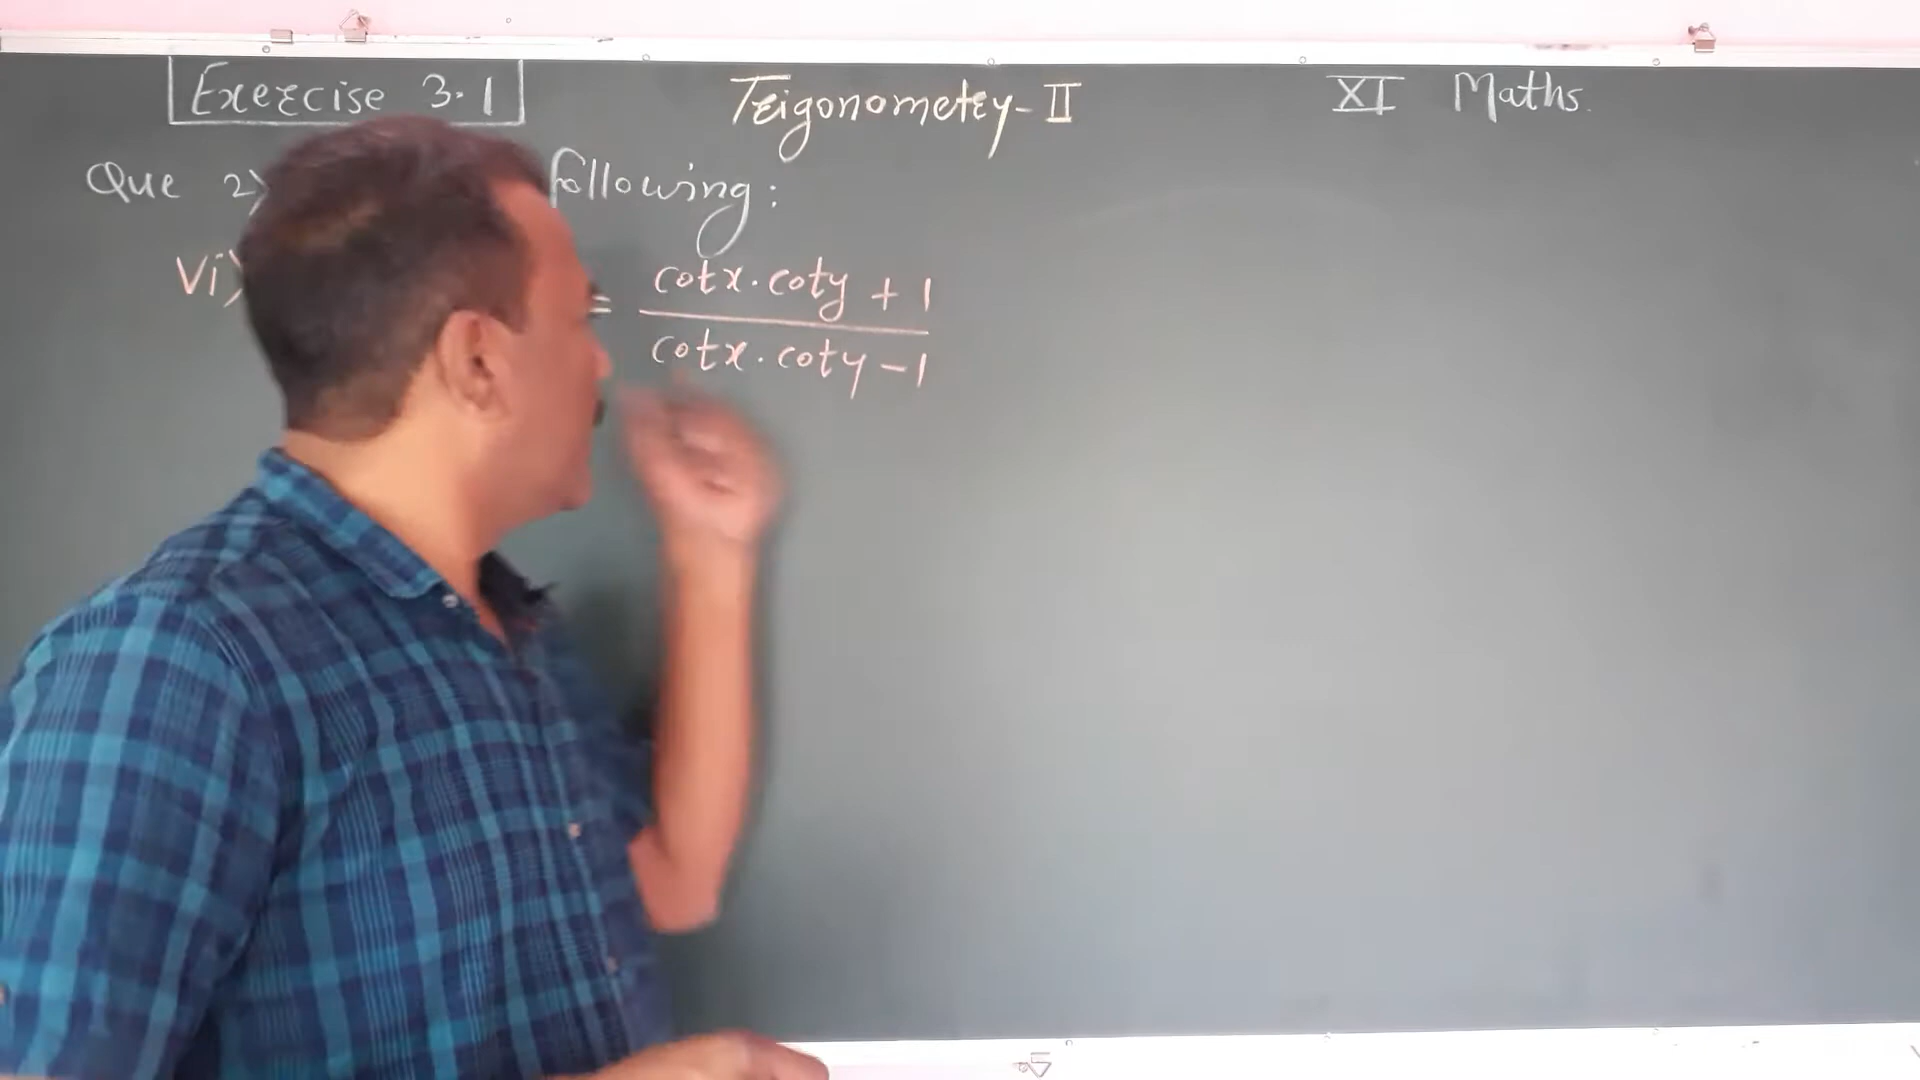 Exercise 3.1 Trigonometry-II XI Maths.
Que 2) following:
vi) = cotx.coty + 1
cotx.coty - 1